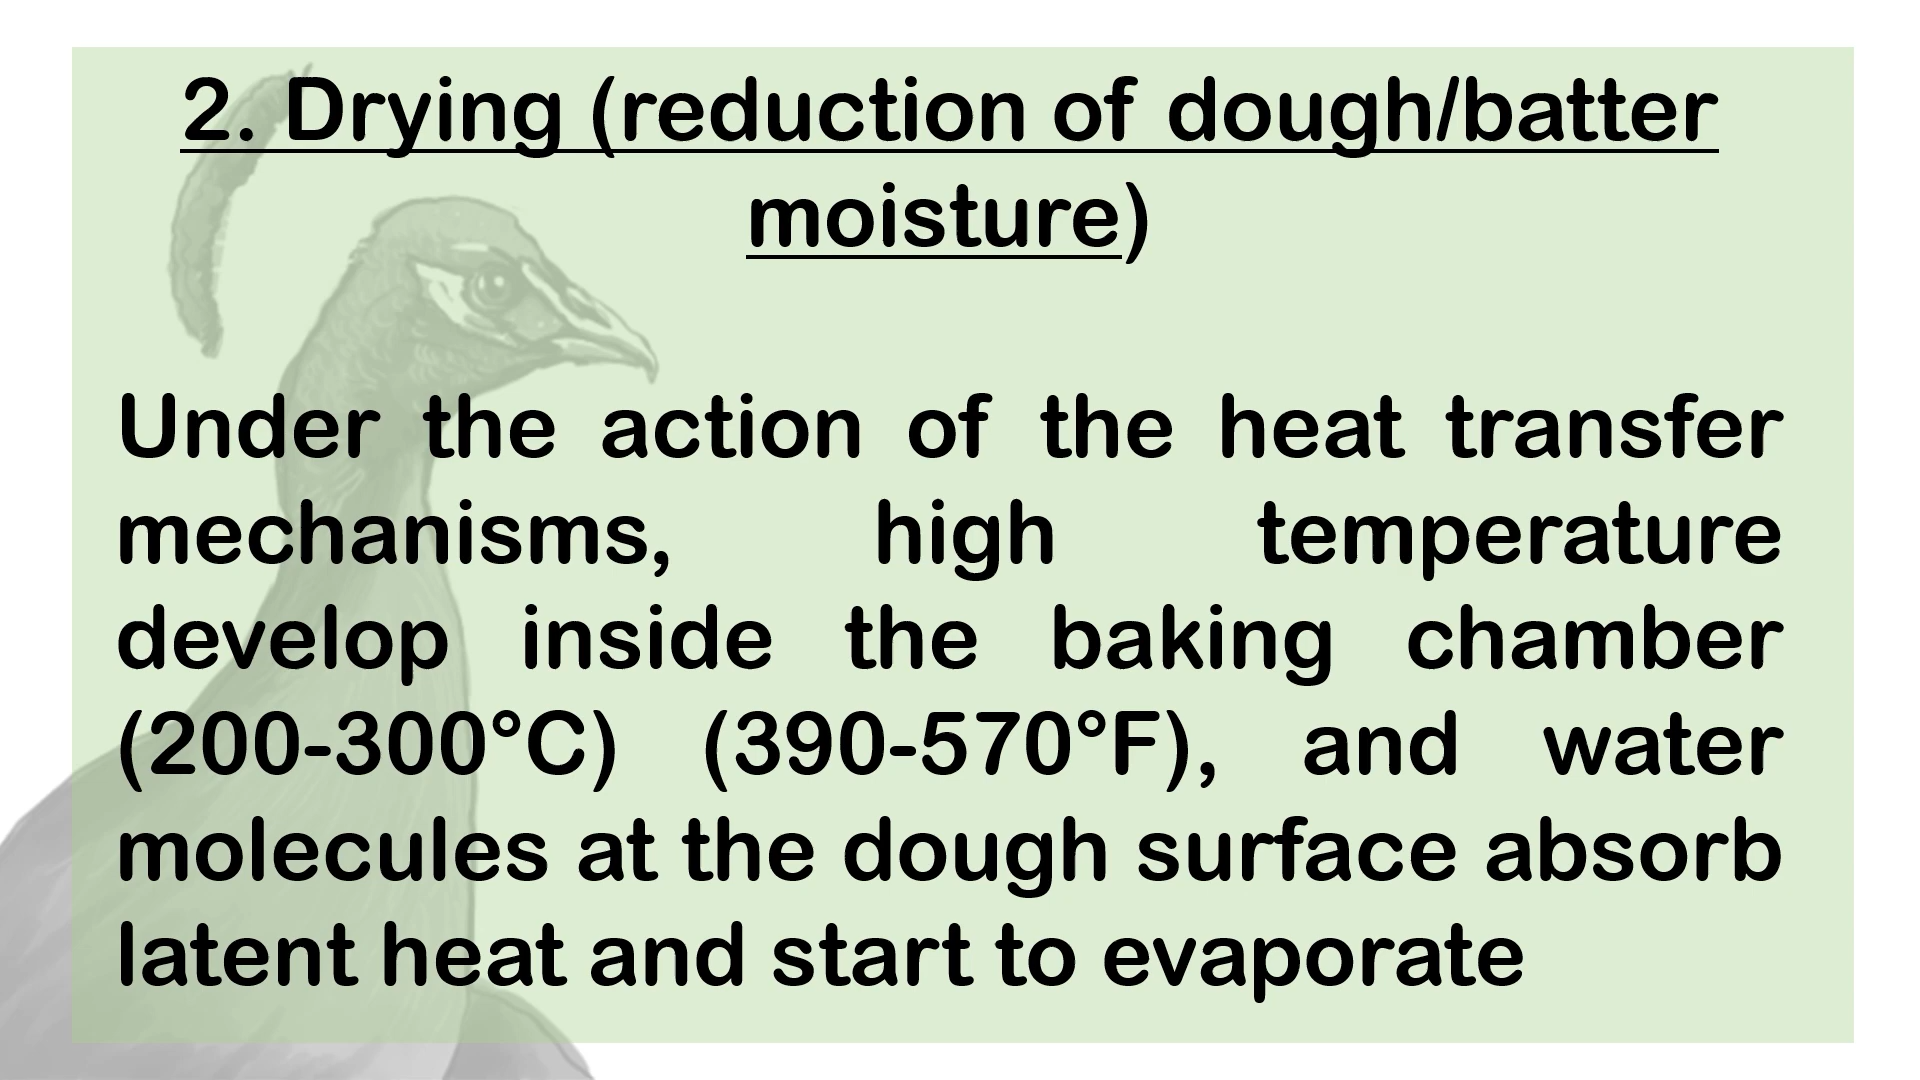 2. Drying (reduction of dough/batter
moisture)
Under the action of the heat transfer
mechanisms, high temperature
develop inside the baking chamber
(200-300°C) (390-570°F), and water
molecules at the dough surface absorb
latent heat and start to evaporate